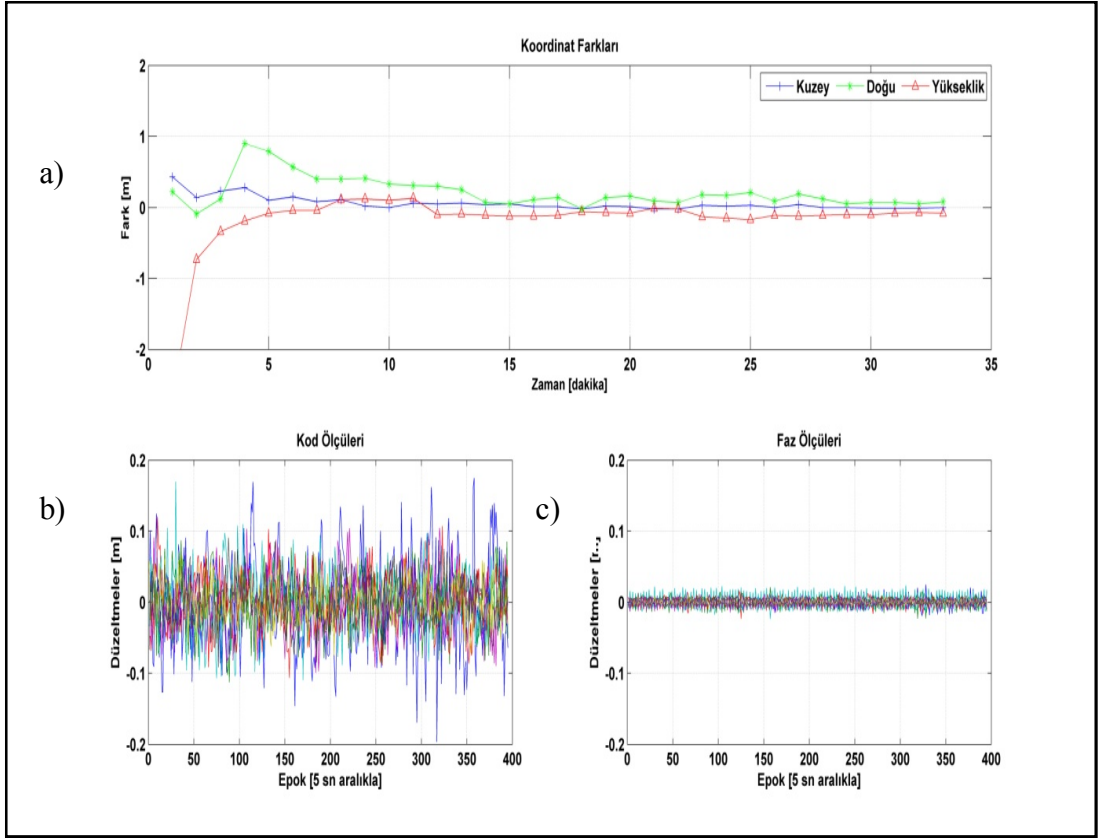 Koordinat Farkları
Kuzey Doğu Yükseklik
a)
Fark [m]
2
1
0
-1
-2
0 5 10 15 20 25 30 35
Zaman [dakika]
Kod Ölçüleri
b)
Düzeltmeler [m]
0.2
0.1
0
-0.1
-0.2
0 50 100 150 200 250 300 350 400
Epok [5 sn aralıkla]
Faz Ölçüleri
c)
Düzeltmeler [...]
0.2
0.1
0
-0.1
-0.2
0 50 100 150 200 250 300 350 400
Epok [5 sn aralıkla]